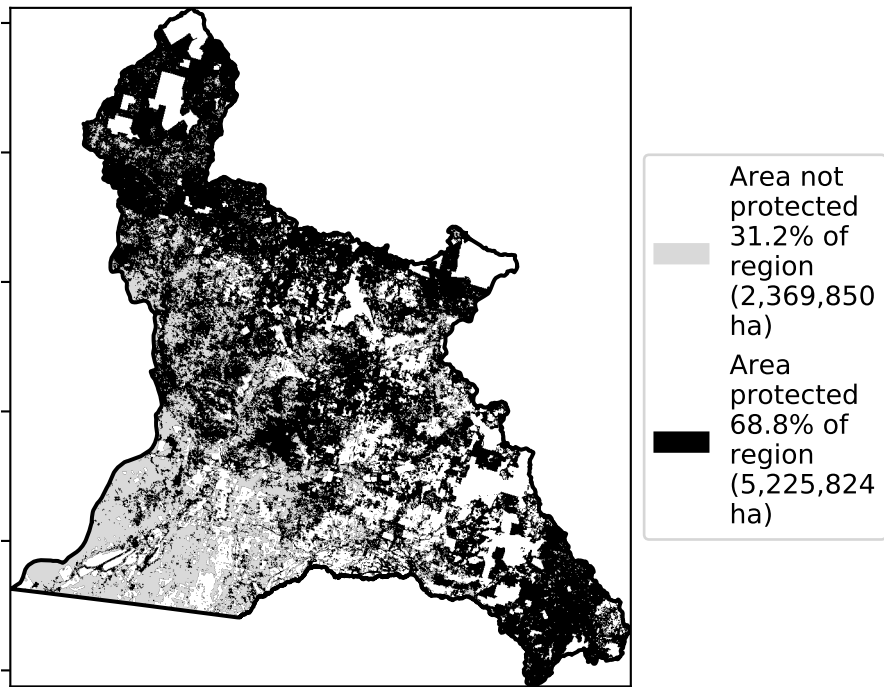 Area not
protected
31.2% of
region
(2,369,850
ha)
Area
protected
68.8% of
region
(5,225,824
ha)